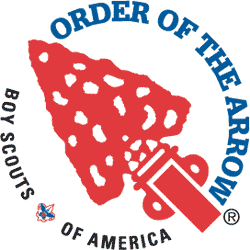 ORDER OF THE ARROW
BOY SCOUTS OF AMERICA
®